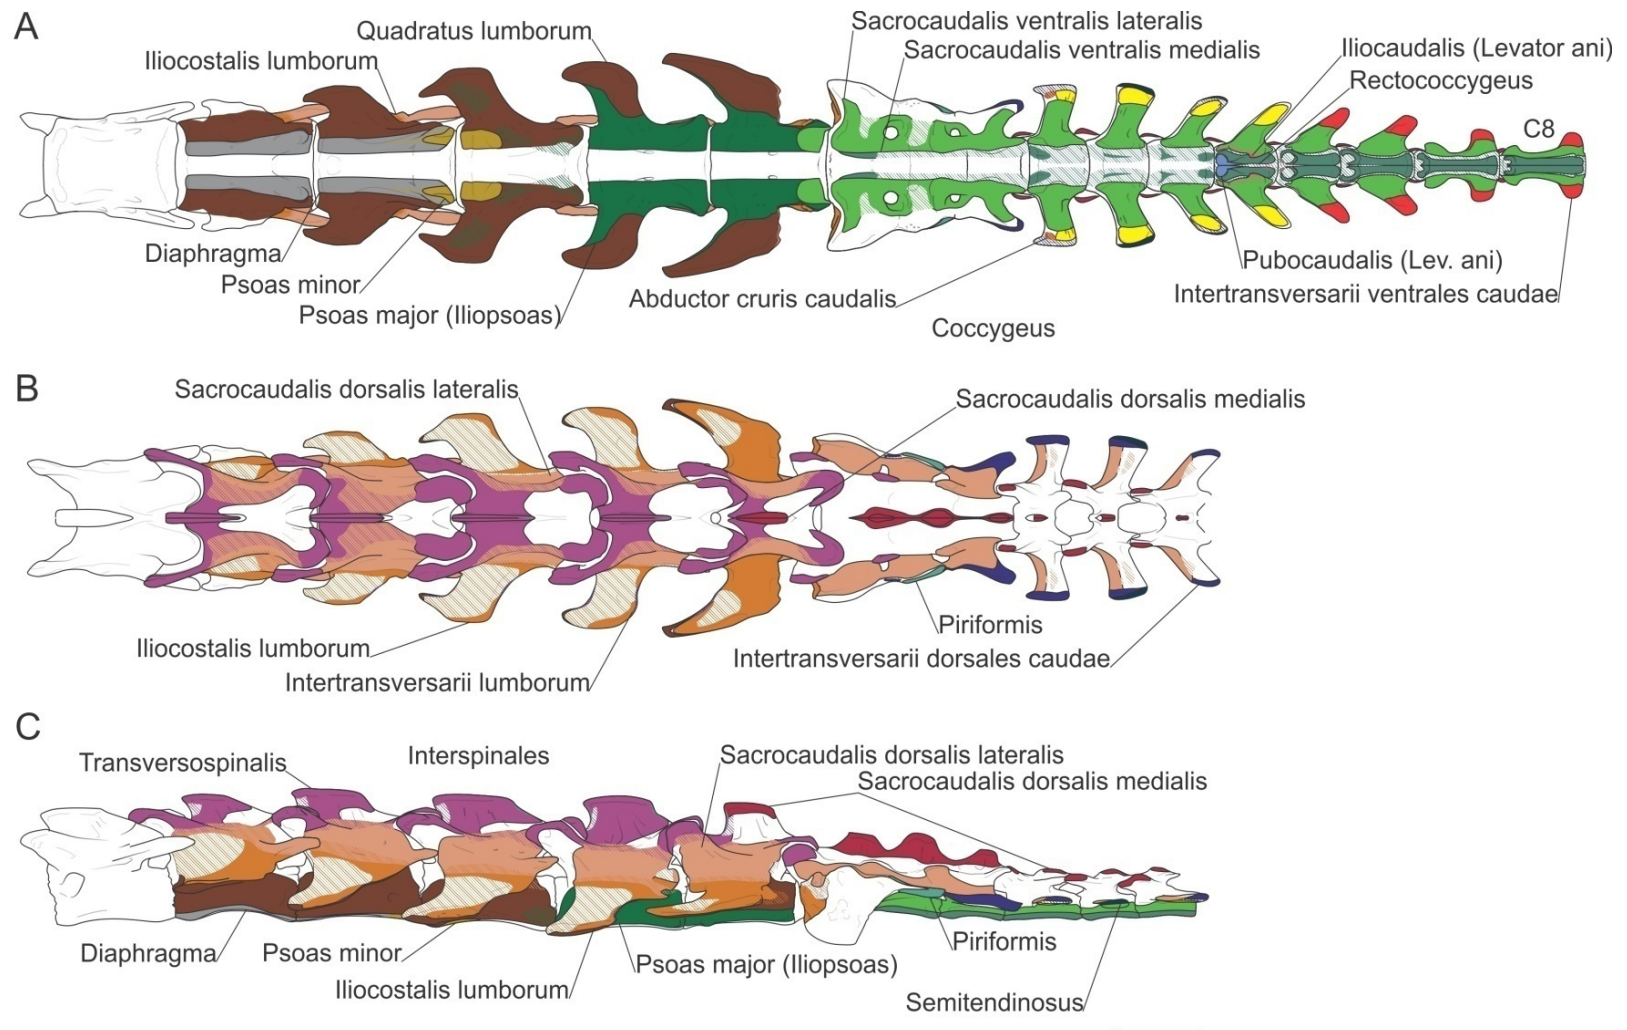 A
Quadratus lumborum
Iliocostalis lumborum
Sacrocaudalis ventralis lateralis
Sacrocaudalis ventralis medialis
Iliocaudalis (Levator ani)
Rectococcygeus
C8
Diaphragma
Psoas minor
Psoas major (Iliopsoas)
Abductor cruris caudalis
Coccygeus
Pubocaudalis (Lev. ani)
Intertransversarii ventrales caudae
B
Sacrocaudalis dorsalis lateralis
Sacrocaudalis dorsalis medialis
Iliocostalis lumborum
Intertransversarii lumborum
Piriformis
Intertransversarii dorsales caudae
C
Transversospinalis
Interspinales
Sacrocaudalis dorsalis lateralis
Sacrocaudalis dorsalis medialis
Diaphragma
Psoas minor
Iliocostalis lumborum
Psoas major (Iliopsoas)
Piriformis
Semitendinosus